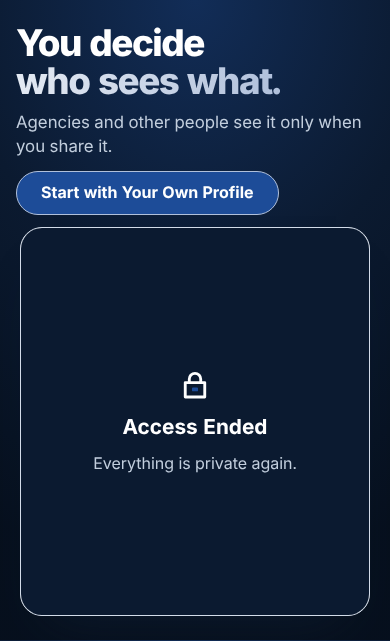 You decide
who sees what.
Agencies and other people see it only when
you share it.
Start with Your Own Profile
Access Ended
Everything is private again.